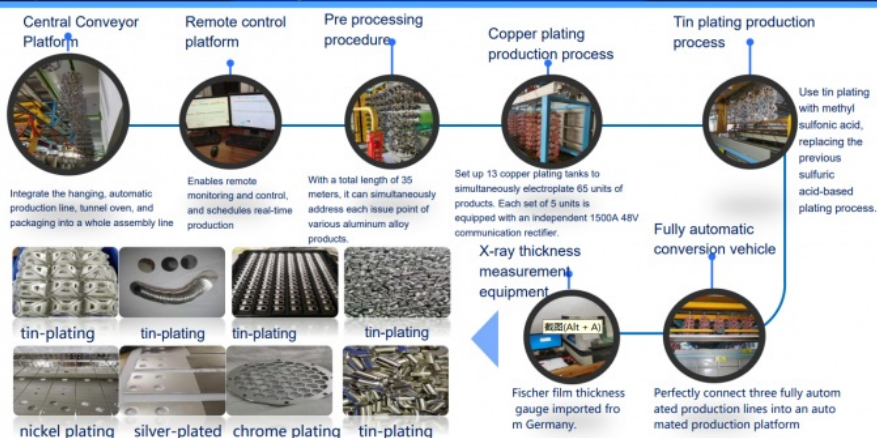 Central Conveyor
Platform
Remote control
platform
Pre processing
procedure
Copper plating
production process
Tin plating production
process
Integrate the hanging, automatic
production line, tunnel oven, and
packaging into a whole assembly line
Enables remote
monitoring and control,
and schedules real-time
production
With a total length of 35
meters, it can simultaneously
address each issue point of
various aluminum alloy
products.
Set up 13 copper plating tanks to
simultaneously electroplate 65 units of
products. Each set of 5 units is
equipped with an independent 1500A 48V
communication rectifier.
Use tin plating
with methyl
sulfonic acid,
replacing the
previous
sulfuric
acid-based
plating process.
Fully automatic
conversion vehicle
X-ray thickness
measurement
equipment
截图(Alt + A)
Fischer film thickness
gauge imported fro
m Germany.
Perfectly connect three fully autom
ated production lines into an auto
mated production platform
tin-plating
tin-plating
tin-plating
tin-plating
nickel plating
silver-plated
chrome plating
tin-plating